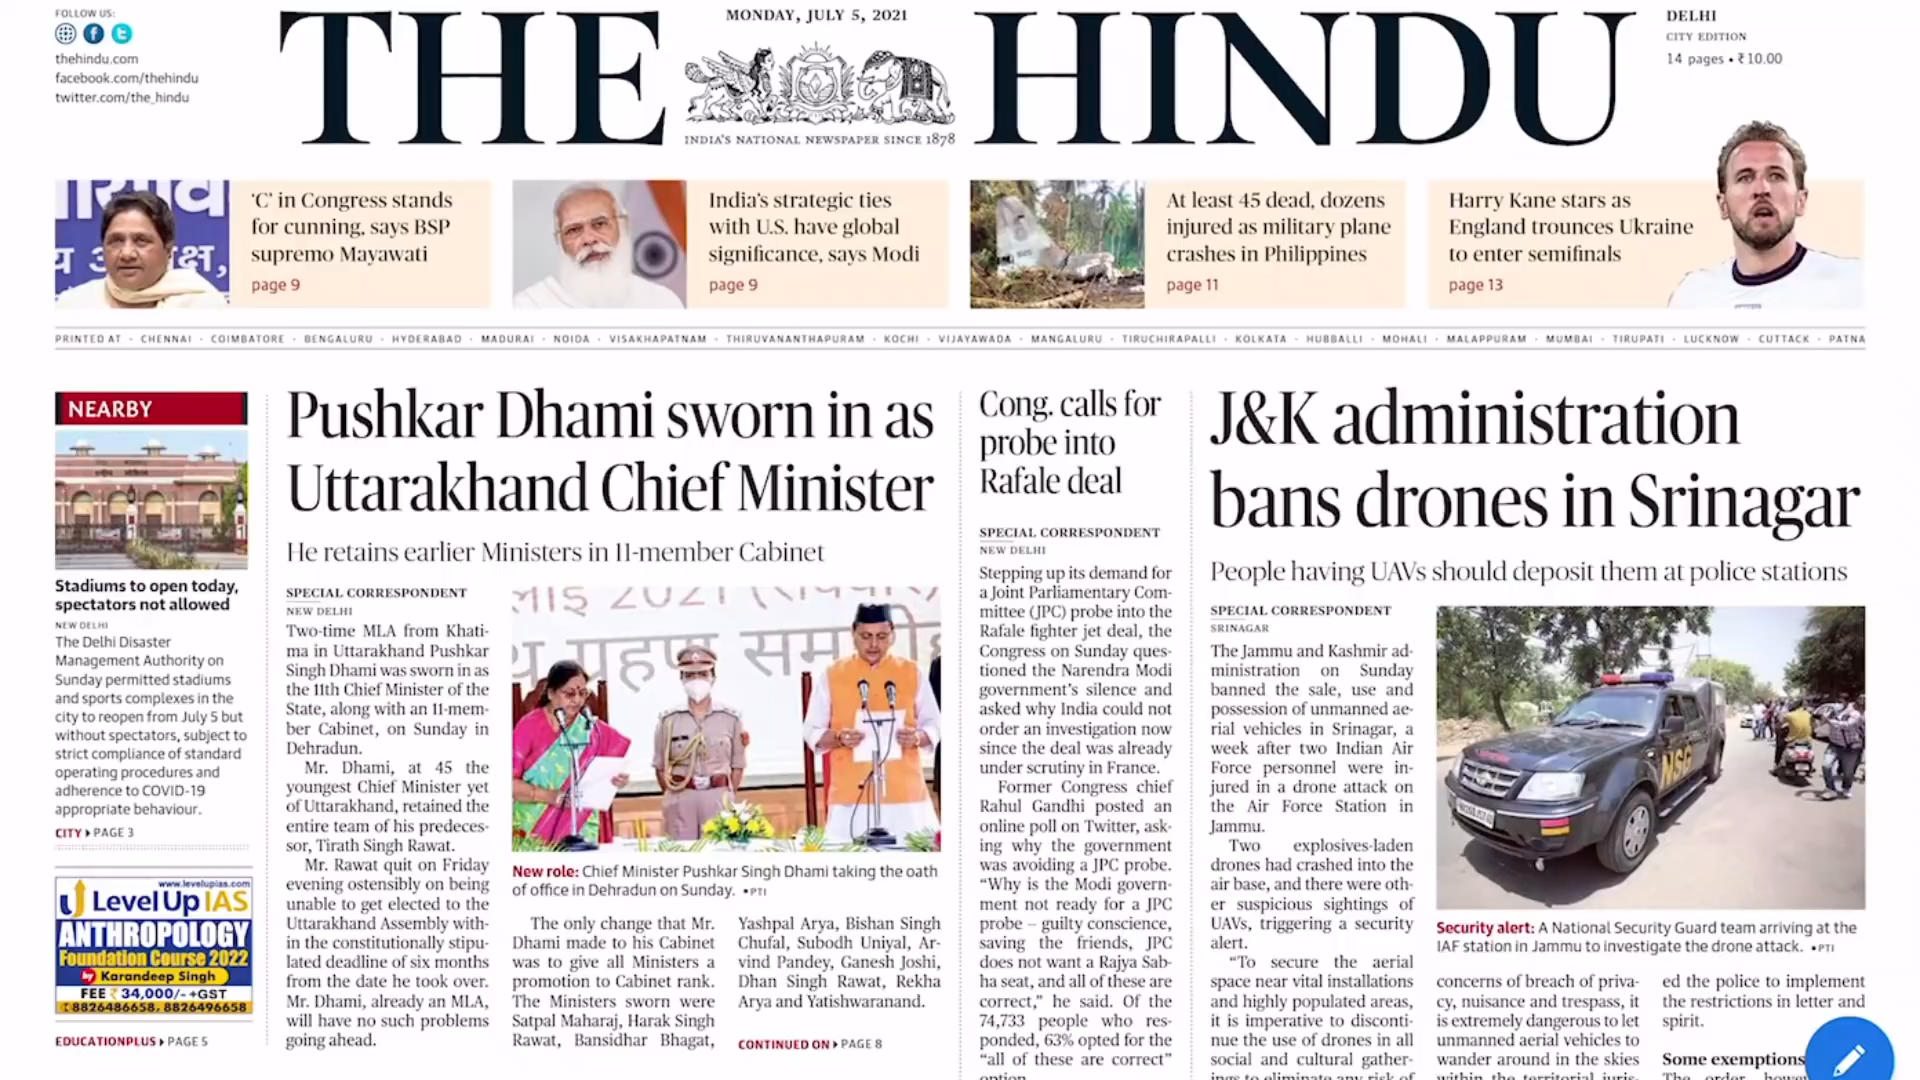 FOLLOW US:
thehindu.com
facebook.com/thehindu
twitter.com/the_hindu
MONDAY, JULY 5, 2021
THE HINDU
INDIA'S NATIONAL NEWSPAPER SINCE 1878
DELHI
CITY EDITION
14 pages • ₹10.00
'C' in Congress stands
for cunning, says BSP
supremo Mayawati
page 9
India's strategic ties
with U.S. have global
significance, says Modi
page 9
At least 45 dead, dozens
injured as military plane
crashes in Philippines
page 11
Harry Kane stars as
England trounces Ukraine
to enter semifinals
page 13
PRINTED AT · CHENNAI · COIMBATORE · BENGALURU · HYDERABAD · MADURAI · NOIDA · VISAKHAPATNAM · THIRUVANANTHAPURAM · KOCHI · VIJAYAWADA · MANGALURU · TIRUCHIRAPALLI · KOLKATA · HUBBALLI · MOHALI · MALAPPURAM · MUMBAI · TIRUPATI · LUCKNOW · CUTTACK · PATNA
NEARBY
Stadiums to open today,
spectators not allowed
NEW DELHI
The Delhi Disaster
Management Authority on
Sunday permitted stadiums
and sports complexes in the
city to reopen from July 5 but
without spectators, subject to
strict compliance of standard
operating procedures and
adherence to COVID-19
appropriate behaviour.
CITY ▸ PAGE 3
www.levelupias.com
Level Up IAS
ANTHROPOLOGY
Foundation Course 2022
by Karandeep Singh
FEE ₹ 34,000/- +GST
8826486658, 8826496658
EDUCATIONPLUS ▸ PAGE 5
Pushkar Dhami sworn in as
Uttarakhand Chief Minister
He retains earlier Ministers in 11-member Cabinet
SPECIAL CORRESPONDENT
NEW DELHI
Two-time MLA from Khati-
ma in Uttarakhand Pushkar
Singh Dhami was sworn in as
the 11th Chief Minister of the
State, along with an 11-mem-
ber Cabinet, on Sunday in
Dehradun.
Mr. Dhami, at 45 the
youngest Chief Minister yet
of Uttarakhand, retained the
entire team of his predeces-
sor, Tirath Singh Rawat.
Mr. Rawat quit on Friday
evening ostensibly on being
unable to get elected to the
Uttarakhand Assembly with-
in the constitutionally stipu-
lated deadline of six months
from the date he took over.
Mr. Dhami, already an MLA,
will have no such problems
going ahead.
2021
New role: Chief Minister Pushkar Singh Dhami taking the oath
of office in Dehradun on Sunday. •PTI
The only change that Mr.
Dhami made to his Cabinet
was to give all Ministers a
promotion to Cabinet rank.
The Ministers sworn were
Satpal Maharaj, Harak Singh
Rawat, Bansidhar Bhagat,
Yashpal Arya, Bishan Singh
Chufal, Subodh Uniyal, Ar-
vind Pandey, Ganesh Joshi,
Dhan Singh Rawat, Rekha
Arya and Yatishwaranand.
CONTINUED ON ▸ PAGE 8
Cong. calls for
probe into
Rafale deal
SPECIAL CORRESPONDENT
NEW DELHI
Stepping up its demand for
a Joint Parliamentary Com-
mittee (JPC) probe into the
Rafale fighter jet deal, the
Congress on Sunday ques-
tioned the Narendra Modi
government's silence and
asked why India could not
order an investigation now
since the deal was already
under scrutiny in France.
Former Congress chief
Rahul Gandhi posted an
online poll on Twitter, ask-
ing why the government
was avoiding a JPC probe.
"Why is the Modi govern-
ment not ready for a JPC
probe – guilty conscience,
saving the friends, JPC
does not want a Rajya Sab-
ha seat, and all of these are
correct," he said. Of the
74,733 people who res-
ponded, 63% opted for the
"all of these are correct"
option
J&K administration
bans drones in Srinagar
People having UAVs should deposit them at police stations
SPECIAL CORRESPONDENT
SRINAGAR
The Jammu and Kashmir ad-
ministration on Sunday
banned the sale, use and
possession of unmanned ae-
rial vehicles in Srinagar, a
week after two Indian Air
Force personnel were in-
jured in a drone attack on
the Air Force Station in
Jammu.
Two explosives-laden
drones had crashed into the
air base, and there were oth-
er suspicious sightings of
UAVs, triggering a security
alert.
"To secure the aerial
space near vital installations
and highly populated areas,
it is imperative to disconti-
nue the use of drones in all
social and cultural gather-
ings to eliminate any risk of
NSG
Security alert: A National Security Guard team arriving at the
IAF station in Jammu to investigate the drone attack. •PTI
concerns of breach of priva-
cy, nuisance and trespass, it
is extremely dangerous to let
unmanned aerial vehicles to
wander around in the skies
within the territorial juris-
ed the police to implement
the restrictions in letter and
spirit.
Some exemptions
The order, howe